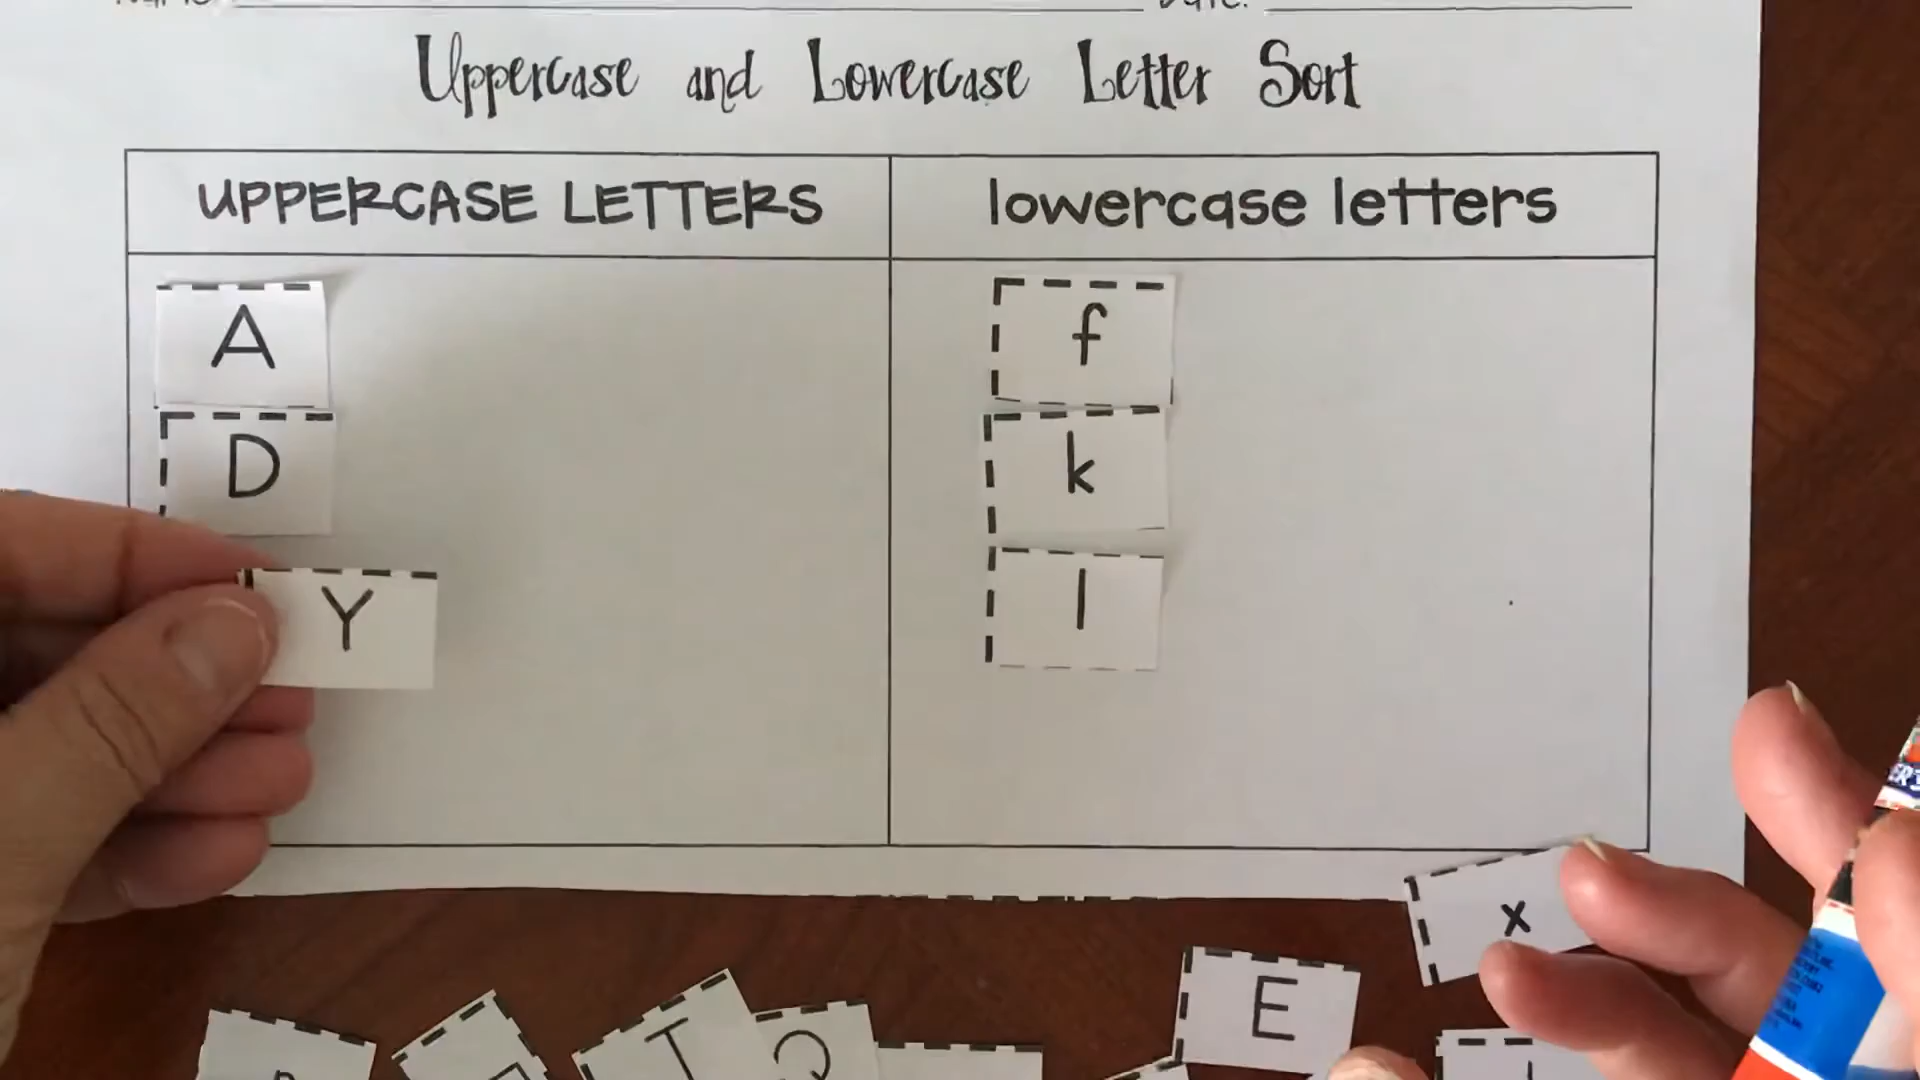 Uppercase and Lowercase Letter Sort
UPPERCASE LETTERS
lowercase letters
A
f
D
k
Y
l
x
E